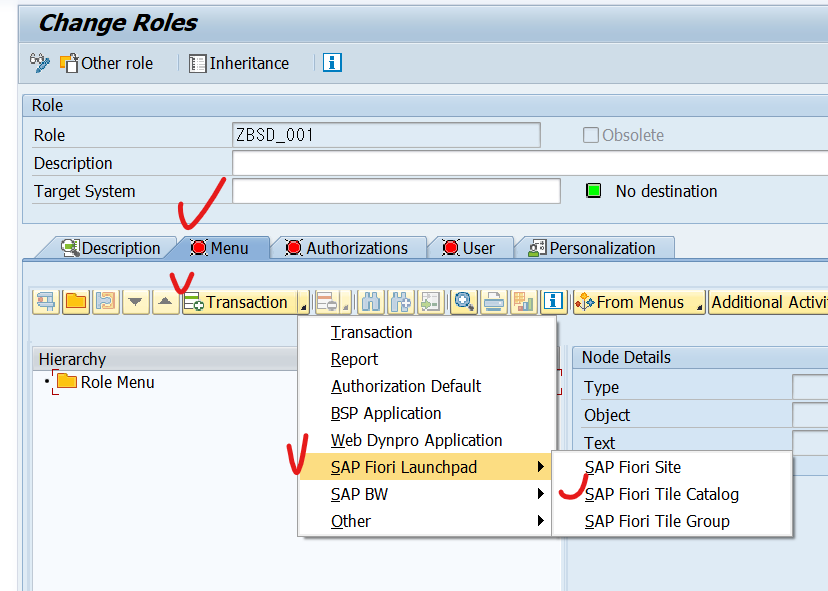 Change Roles
Other role Inheritance
Role
Role ZBSD_001 Obsolete
Description
Target System No destination
Description Menu Authorizations User Personalization
Transaction From Menus Additional
Transaction
Report
Authorization Default
BSP Application
Web Dynpro Application
SAP Fiori Launchpad
SAP BW
Other
SAP Fiori Site
SAP Fiori Tile Catalog
SAP Fiori Tile Group
Hierarchy
Role Menu
Node Details
Type
Object
Text